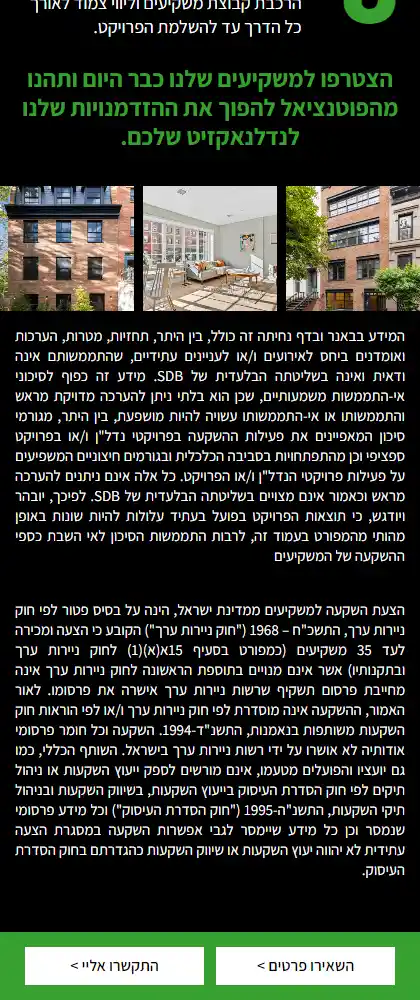 הרכבת קבוצת משקיעים וליווי צמוד לאורך
כל הדרך עד להשלמת הפרויקט.
הצטרפו למשקיעים שלנו כבר היום ותהנו
מהפוטנציאל להפוך את ההזדמנויות שלנו
לנדלנאקזיט שלכם.
המידע בבאנר ובדף נחיתה זה כולל, בין היתר, תחזיות, מטרות, הערכות
ואומדנים ביחס לאירועים ו/או לעניינים עתידיים, שהתממשותם אינה
ודאית ואינה בשליטתה הבלעדית של SDB. מידע זה כפוף לסיכוני
אי-התממשות משמעותיים, שכן הוא בלתי ניתן להערכה מדויקת מראש
והתממשותו או אי-התממשותו עשויה להיות מושפעת, בין היתר, מגורמי
סיכון המאפיינים את פעילות ההשקעה בפרויקטי נדל"ן ו/או בפרויקט
ספציפי וכן מהתפתחויות בסביבה הכלכלית ובגורמים חיצוניים המשפיעים
על פעילות פרויקטי הנדל"ן ו/או הפרויקט. כל אלה אינם ניתנים להערכה
מראש וכאמור אינם מצויים בשליטתה הבלעדית של SDB. לפיכך, יובהר
ויודגש, כי תוצאות הפרויקט בפועל בעתיד עלולות להיות שונות באופן
מהותי מהמפורט בעמוד זה, לרבות התממשות הסיכון לאי השבת כספי
ההשקעה של המשקיעים
הצעת השקעה למשקיעים ממדינת ישראל, הינה על בסיס פטור לפי חוק
ניירות ערך, התשכ"ח – 1968 ("חוק ניירות ערך") הקובע כי הצעה ומכירה
לעד 35 משקיעים (כמפורט בסעיף 15א(א)(1) לחוק ניירות ערך
ובתקנותיו) אשר אינם מנויים בתוספת הראשונה לחוק ניירות ערך אינה
מחייבת פרסום תשקיף שרשות ניירות ערך אישרה את פרסומו. לאור
האמור, ההשקעה אינה מוסדרת לפי חוק ניירות ערך ו/או לפי הוראות חוק
השקעות משותפות בנאמנות, התשנ"ד-1994. השקעה וכל חומר פרסומי
אודותיה לא אושרו על ידי רשות ניירות ערך בישראל. השותף הכללי, כמו
גם יועציו והפועלים מטעמו, אינם מורשים לספק ייעוץ השקעות או ניהול
תיקים לפי חוק הסדרת העיסוק בייעוץ השקעות, בשיווק השקעות ובניהול
תיקי השקעות, התשנ"ה-1995 ("חוק הסדרת העיסוק") וכל מידע פרסומי
שנמסר וכן כל מידע שיימסר לגבי אפשרות השקעה במסגרת הצעה
עתידית לא יהווה יעוץ השקעות או שיווק השקעות כהגדרתם בחוק הסדרת
העיסוק.
השאירו פרטים >
התקשרו אליי >